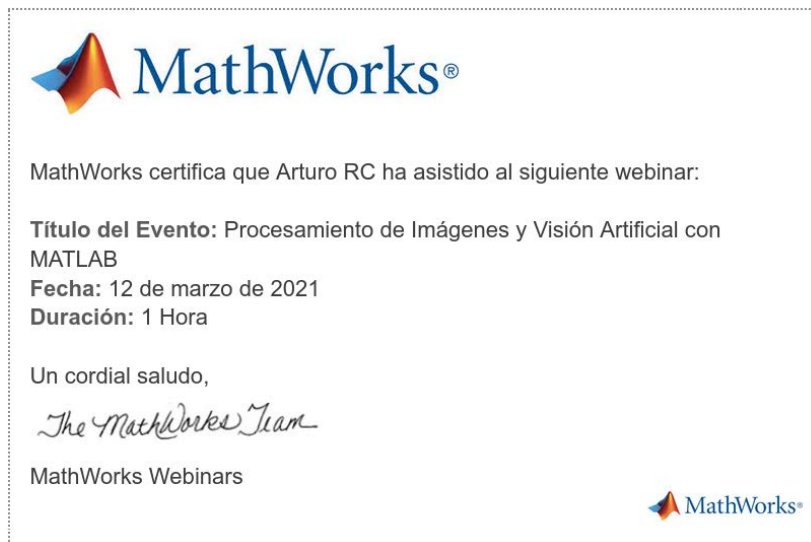 MathWorks®
MathWorks certifica que Arturo RC ha asistido al siguiente webinar:
Título del Evento: Procesamiento de Imágenes y Visión Artificial con
MATLAB
Fecha: 12 de marzo de 2021
Duración: 1 Hora
Un cordial saludo,
The MathWorks Team
MathWorks Webinars
MathWorks®